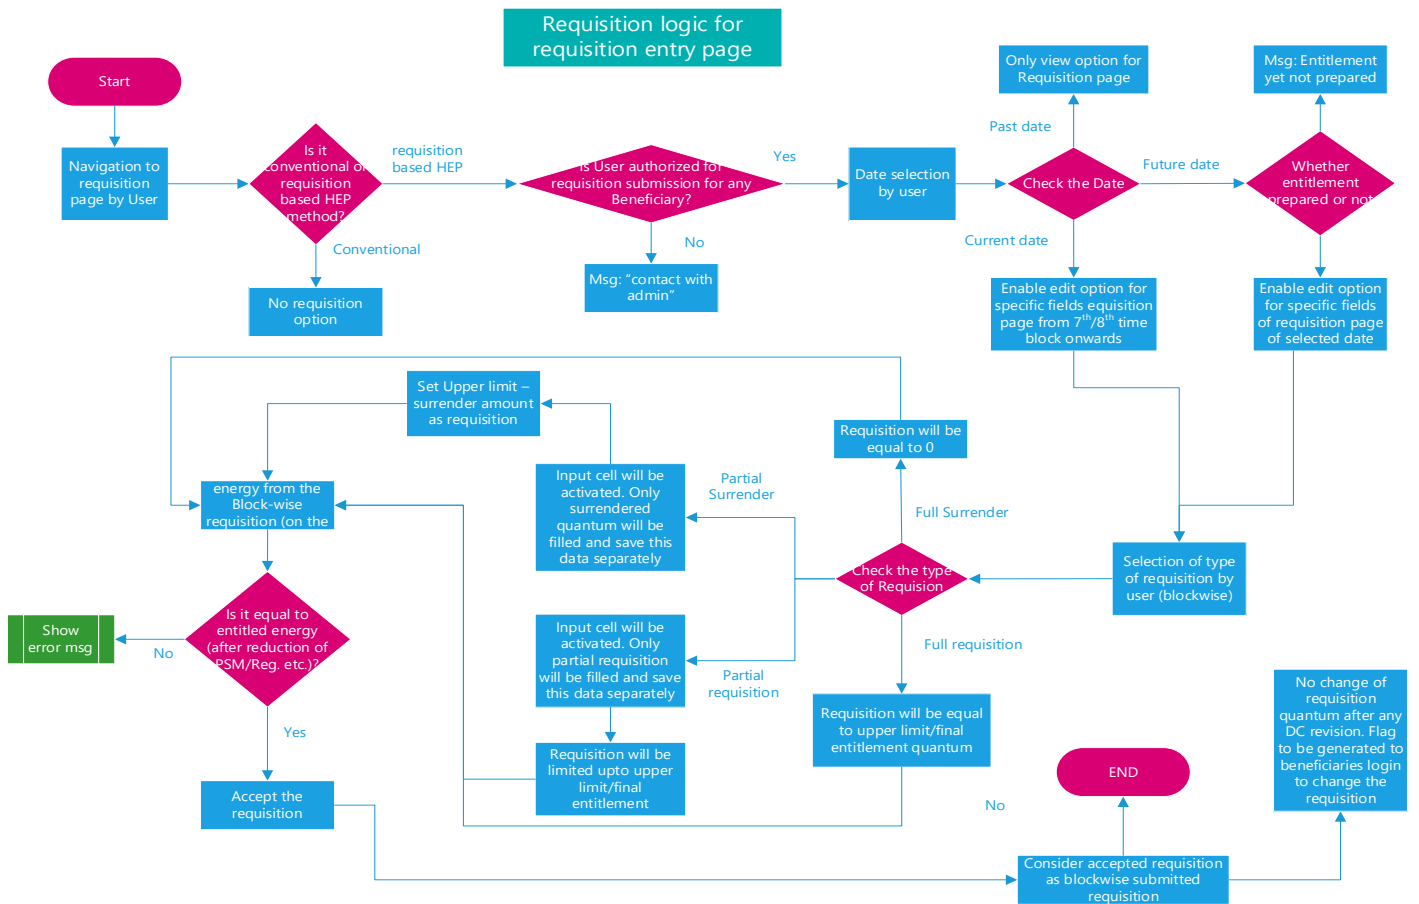 Requisition logic for
requisition entry page
Start
Navigation to
requisition
page by User
Is it
conventional or
requisition
based HEP
method?
requisition
based HEP
Conventional
No requisition
option
Is User authorized for
requisition submission for any
Beneficiary?
Yes
No
Msg: “contact with
admin”
Date selection
by user
Check the Date
Past date
Only view option for
Requisition page
Future date
Current date
Whether
entitlement
prepared or not
Msg: Entitlement
yet not prepared
Enable edit option for
specific fields equisition
page from 7th/8th time
block onwards
Enable edit option
for specific fields
of requisition page
of selected date
Selection of type
of requisition by
user (blockwise)
Check the type
of Requision
Full Surrender
Requisition will be
equal to 0
Partial
Surrender
Input cell will be
activated. Only
surrendered
quantum will be
filled and save this
data separately
Set Upper limit –
surrender amount
as requisition
Partial
requisition
Input cell will be
activated. Only
partial requisition
will be filled and save
this data separately
Requisition will be
limited upto upper
limit/final
entitlement
Full requisition
Requisition will be equal
to upper limit/final
entitlement quantum
energy from the
Block-wise
requisition (on the
Is it equal to
entitled energy
(after reduction of
PSM/Reg. etc.)?
No
Show
error msg
Yes
Accept the
requisition
No
END
Consider accepted requisition
as blockwise submitted
requisition
No change of
requisition
quantum after any
DC revision. Flag
to be generated to
beneficiaries login
to change the
requisition